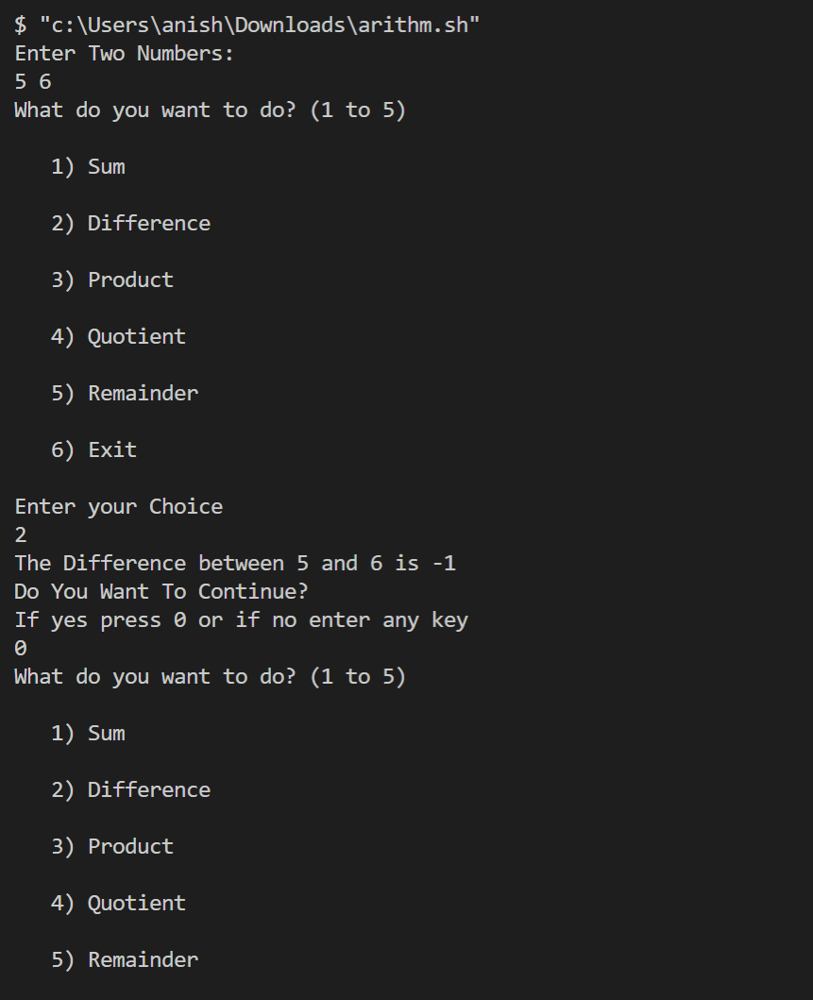 $ "c:\Users\anish\Downloads\arithm.sh"
Enter Two Numbers:
5 6
What do you want to do? (1 to 5)
1) Sum
2) Difference
3) Product
4) Quotient
5) Remainder
6) Exit
Enter your Choice
2
The Difference between 5 and 6 is -1
Do You Want To Continue?
If yes press 0 or if no enter any key
0
What do you want to do? (1 to 5)
1) Sum
2) Difference
3) Product
4) Quotient
5) Remainder